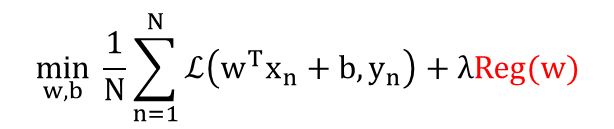 min w,b 1/N ∑ n=1 N ℒ(wᵀxₙ + b, yₙ) + λReg(w)